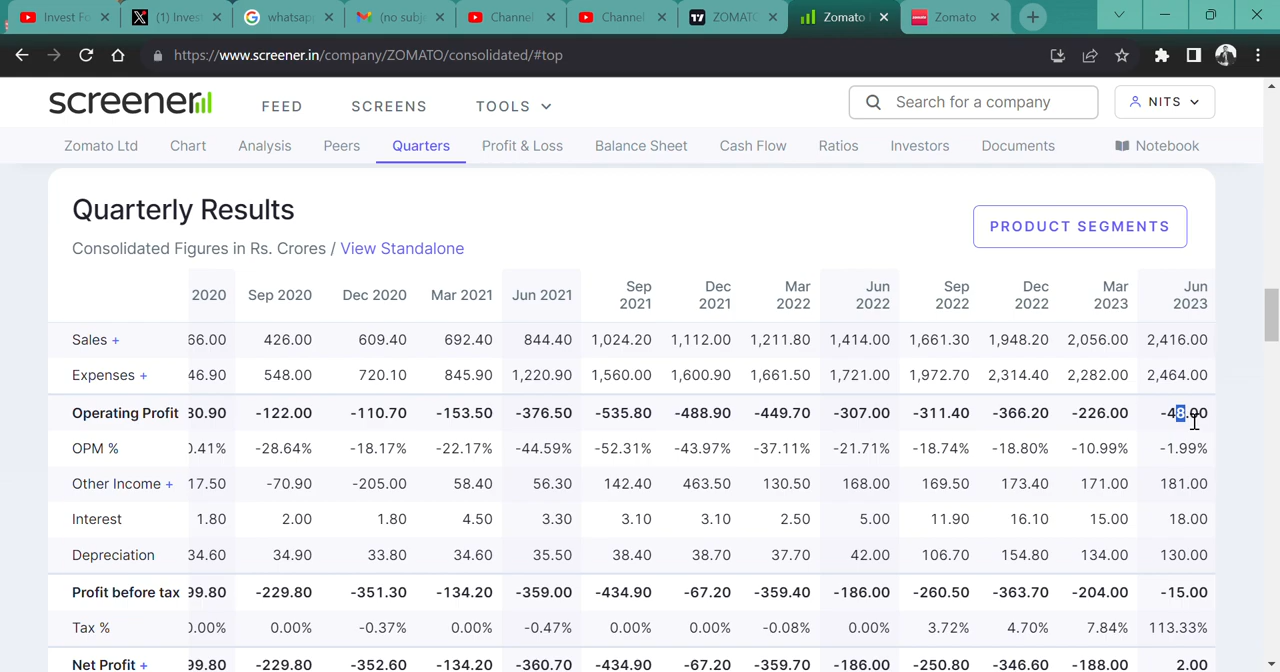 Invest Fo
(1) Invest
whatsap
(no subj
Channel
Channel
ZOMATO
Zomato
Zomato
https://www.screener.in/company/ZOMATO/consolidated/#top
screener
FEED SCREENS TOOLS
Search for a company
NITS
Zomato Ltd Chart Analysis Peers Quarters Profit & Loss Balance Sheet Cash Flow Ratios Investors Documents Notebook
Quarterly Results
PRODUCT SEGMENTS
Consolidated Figures in Rs. Crores / View Standalone
2020 Sep 2020 Dec 2020 Mar 2021 Jun 2021 Sep 2021 Dec 2021 Mar 2022 Jun 2022 Sep 2022 Dec 2022 Mar 2023 Jun 2023
Sales + 66.00 426.00 609.40 692.40 844.40 1,024.20 1,112.00 1,211.80 1,414.00 1,661.30 1,948.20 2,056.00 2,416.00
Expenses + 46.90 548.00 720.10 845.90 1,220.90 1,560.00 1,600.90 1,661.50 1,721.00 1,972.70 2,314.40 2,282.00 2,464.00
Operating Profit 80.90 -122.00 -110.70 -153.50 -376.50 -535.80 -488.90 -449.70 -307.00 -311.40 -366.20 -226.00 -48.00
OPM % 0.41% -28.64% -18.17% -22.17% -44.59% -52.31% -43.97% -37.11% -21.71% -18.74% -18.80% -10.99% -1.99%
Other Income + 17.50 -70.90 -205.00 58.40 56.30 142.40 463.50 130.50 168.00 169.50 173.40 171.00 181.00
Interest 1.80 2.00 1.80 4.50 3.30 3.10 3.10 2.50 5.00 11.90 16.10 15.00 18.00
Depreciation 34.60 34.90 33.80 34.60 35.50 38.40 38.70 37.70 42.00 106.70 154.80 134.00 130.00
Profit before tax 99.80 -229.80 -351.30 -134.20 -359.00 -434.90 -67.20 -359.40 -186.00 -260.50 -363.70 -204.00 -15.00
Tax % 0.00% 0.00% -0.37% 0.00% -0.47% 0.00% 0.00% -0.08% 0.00% 3.72% 4.70% 7.84% 113.33%
Net Profit + 99.80 -229.80 -352.60 -134.20 -360.70 -434.90 -67.20 -359.70 -186.00 -250.80 -346.60 -188.00 2.00